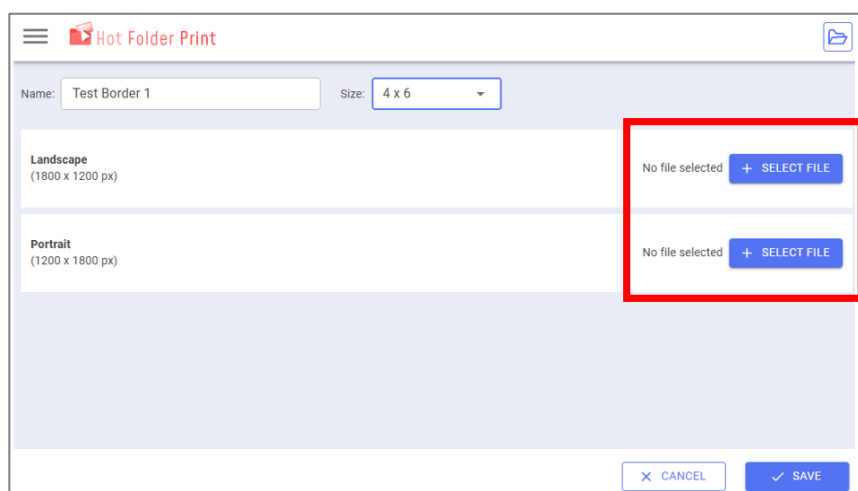 Hot Folder Print
Name: Test Border 1 Size: 4 x 6
Landscape
(1800 x 1200 px)
No file selected + SELECT FILE
Portrait
(1200 x 1800 px)
No file selected + SELECT FILE
CANCEL SAVE